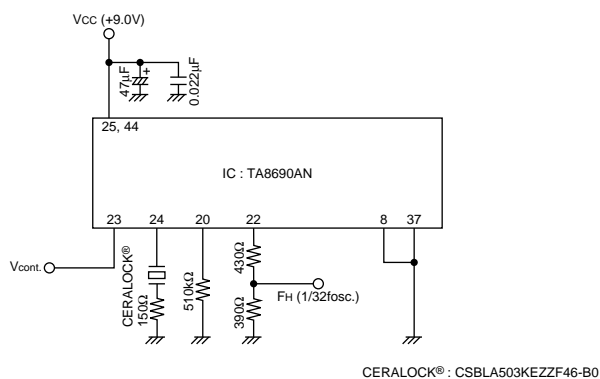 Vcc (+9.0V)
47μF
+
0.022μF
25, 44
IC : TA8690AN
23 24 20 22 8 37
Vcont.
CERALOCK®
150Ω
510kΩ
430Ω
390Ω
FH (1/32fosc.)
CERALOCK® : CSBLA503KEZZF46-B0